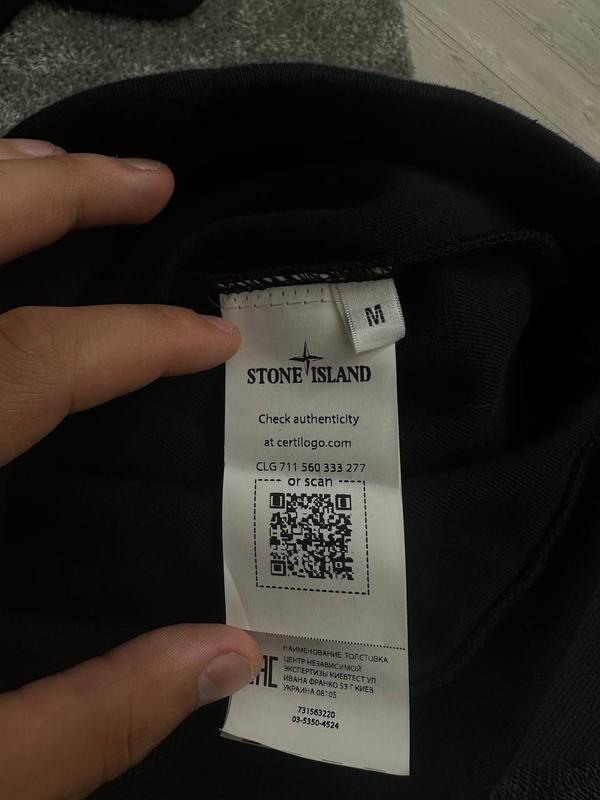 M
STONE ISLAND
Check authenticity
at certilogo.com
CLG 711 560 333 277
or scan
EAC
НАИМЕНОВАНИЕ: ТОЛСТОВКА
ЦЕНТР НЕЗАВИСИМОЙ
ЭКСПЕРТИЗЫ КИЕВТЕСТ УЛ
ИВАНА ФРАНКО 53 Г КИЕВ
УКРАИНА 08105
731563220
03-5350-4524